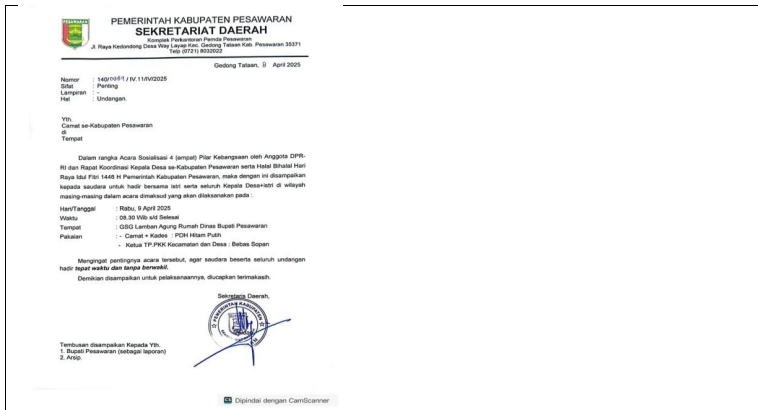 PESAWARAN
PEMERINTAH KABUPATEN PESAWARAN
SEKRETARIAT DAERAH
Komplek Perkantoran Pemda Pesawaran
Jl. Raya Kedondong Desa Way Layap Kec. Gedong Tataan Kab. Pesawaran 35371
Telp (0721) 8032022
Gedong Tataan, 8 April 2025
Nomor : 140/ / IV.11/IV/2025
Sifat : Penting
Lampiran : -
Hal : Undangan.
Yth.
Camat se-Kabupaten Pesawaran
di
Tempat
Dalam rangka Acara Sosialisasi 4 (ampat) Pilar Kebangsaan oleh Anggota DPR-
RI dan Rapat Koordinasi Kepala Desa se-Kabupaten Pesawaran serta Halal Bihalal Hari
Raya Idul Fitri 1446 H Pemerintah Kabupaten Pesawaran, maka dengan ini disampaikan
kepada saudara untuk hadir bersama istri serta seluruh Kepala Desa+istri di wilayah
masing-masing dalam acara dimaksud yang akan dilaksanakan pada :
Hari/Tanggal : Rabu, 9 April 2025
Waktu : 08.30 Wib s/d Selesai
Tempat : GSG Lamban Agung Rumah Dinas Bupati Pesawaran
Pakaian : - Camat + Kades : PDH Hitam Putih
- Ketua TP.PKK Kecamatan dan Desa : Bebas Sopan
Mengingat pentingnya acara tersebut, agar saudara beserta seluruh undangan
hadir tepat waktu dan tanpa berwakil.
Demikian disampaikan untuk pelaksanaannya, diucapkan terimakasih.
Sekretaris Daerah,
PEMERINTAH KABUPATEN
Tembusan disampaikan Kepada Yth.
1. Bupati Pesawaran (sebagai laporan)
2. Arsip.
Dipindai dengan CamScanner